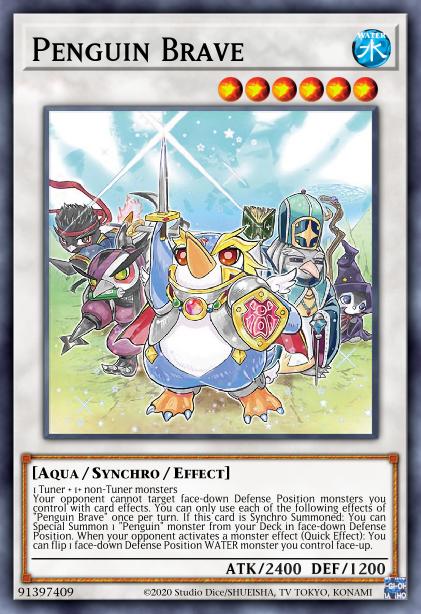 PENGUIN BRAVE
WATER
水
[AQUA / SYNCHRO / EFFECT]
1 Tuner + 1+ non-Tuner monsters
Your opponent cannot target face-down Defense Position monsters you
control with card effects. You can only use each of the following effects of
"Penguin Brave" once per turn. If this card is Synchro Summoned: You can
Special Summon 1 "Penguin" monster from your Deck in face-down Defense
Position. When your opponent activates a monster effect (Quick Effect): You
can flip 1 face-down Defense Position WATER monster you control face-up.
ATK/2400 DEF/1200
91397409 ©2020 Studio Dice/SHUEISHA, TV TOKYO, KONAMI